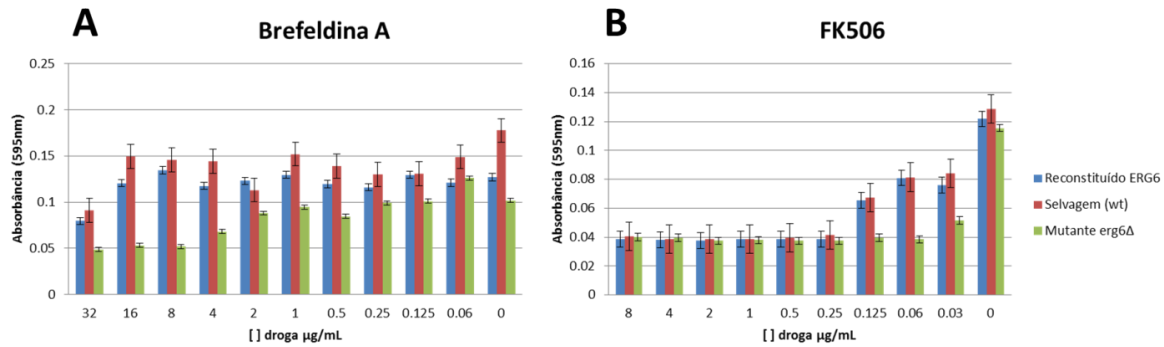 A
Brefeldina A
0.25
0.2
0.15
0.1
0.05
0
Absorbância (595nm)
32 16 8 4 2 1 0.5 0.25 0.125 0.06 0
[ ] droga µg/mL
B
FK506
0.16
0.14
0.12
0.1
0.08
0.06
0.04
0.02
0
Absorbância (595nm)
8 4 2 1 0.5 0.25 0.125 0.06 0.03 0
[ ] droga µg/mL
Reconstituído ERG6
Selvagem (wt)
Mutante erg6Δ